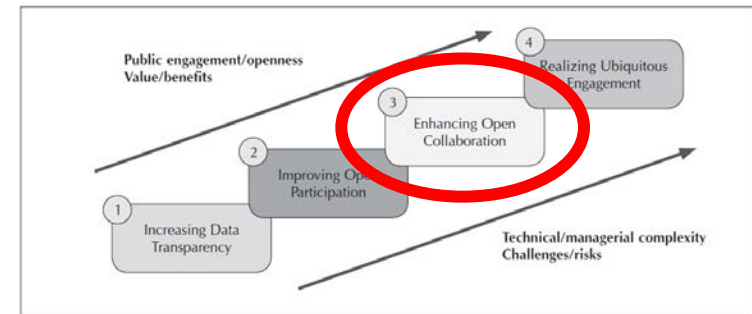 Public engagement/openness
Value/benefits
4
Realizing Ubiquitous
Engagement
3
Enhancing Open
Collaboration
2
Improving Op
Participation
1
Increasing Data
Transparency
Technical/managerial complexity
Challenges/risks